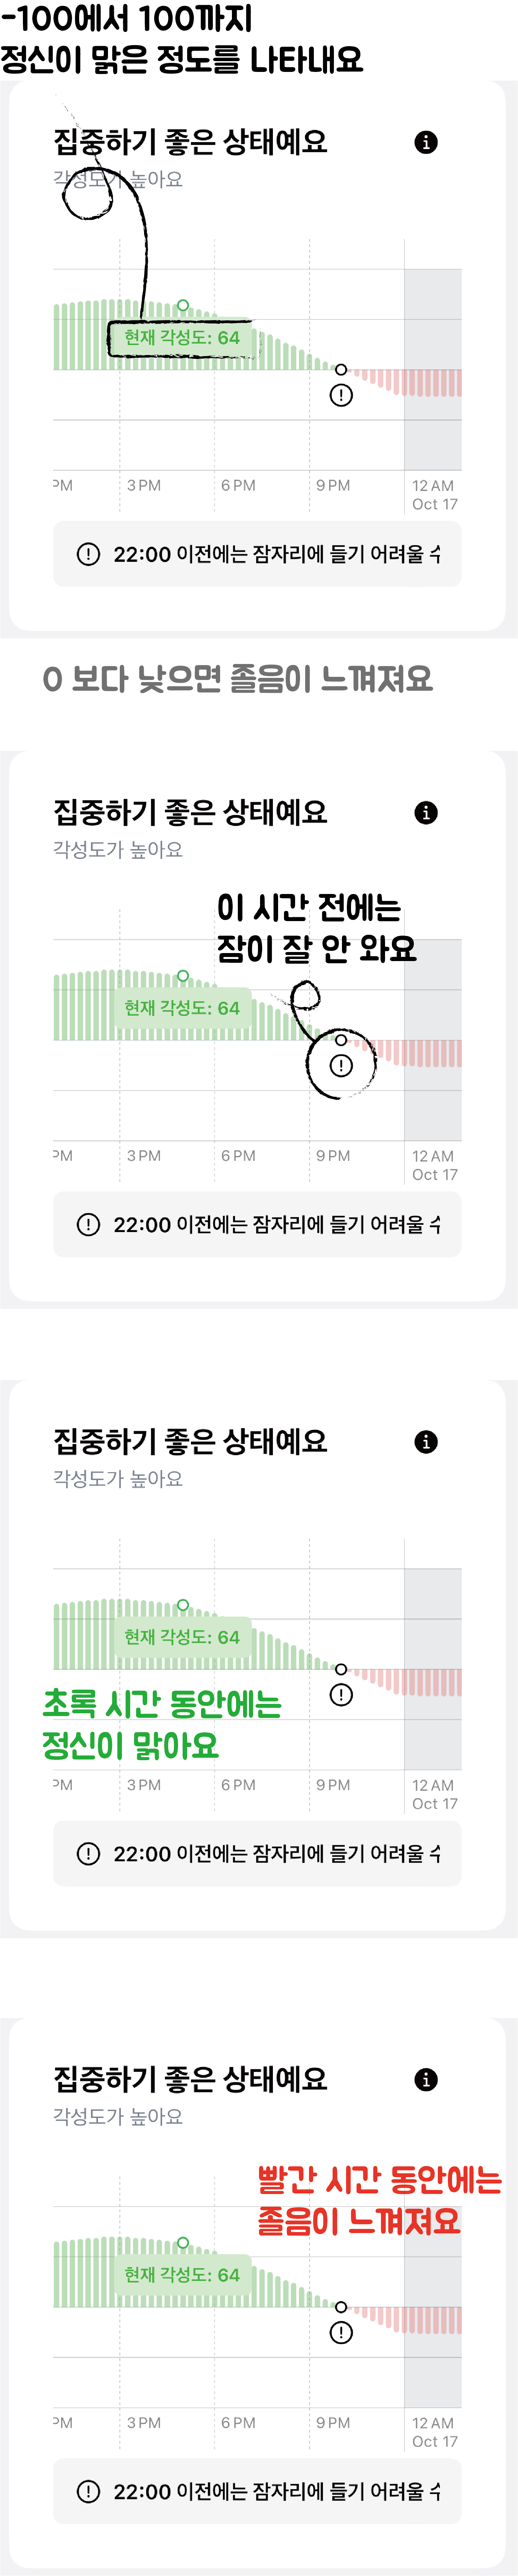 -100에서 100까지
정신이 맑은 정도를 나타내요
집중하기 좋은 상태예요
각성도가 높아요
현재 각성도: 64
PM 3 PM 6 PM 9 PM 12 AM
Oct 17
22:00 이전에는 잠자리에 들기 어려울 수
0 보다 낮으면 졸음이 느껴져요
집중하기 좋은 상태예요
각성도가 높아요
이 시간 전에는
잠이 잘 안 와요
현재 각성도: 64
PM 3 PM 6 PM 9 PM 12 AM
Oct 17
22:00 이전에는 잠자리에 들기 어려울 수
집중하기 좋은 상태예요
각성도가 높아요
현재 각성도: 64
초록 시간 동안에는
정신이 맑아요
PM 3 PM 6 PM 9 PM 12 AM
Oct 17
22:00 이전에는 잠자리에 들기 어려울 수
집중하기 좋은 상태예요
각성도가 높아요
빨간 시간 동안에는
졸음이 느껴져요
현재 각성도: 64
PM 3 PM 6 PM 9 PM 12 AM
Oct 17
22:00 이전에는 잠자리에 들기 어려울 수